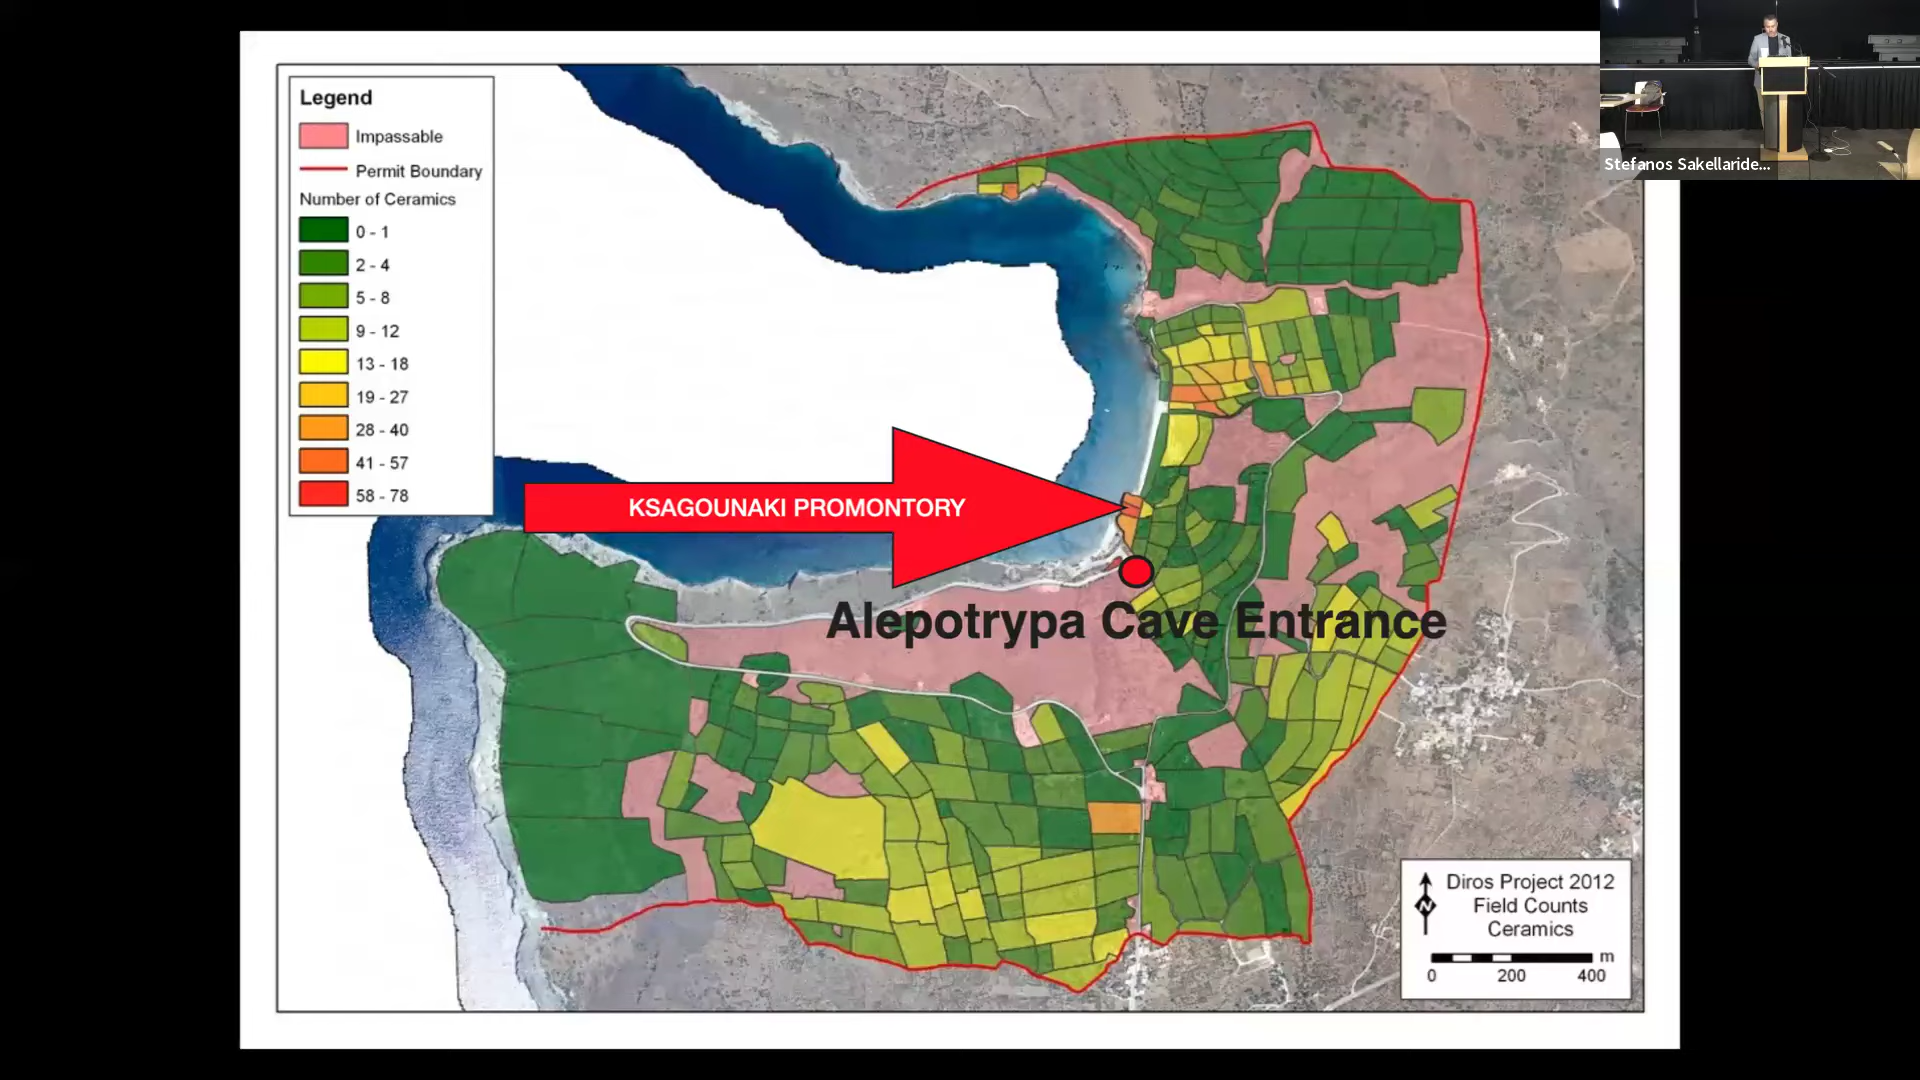 Legend
Impassable
Permit Boundary
Number of Ceramics
0 - 1
2 - 4
5 - 8
9 - 12
13 - 18
19 - 27
28 - 40
41 - 57
58 - 78
KSAGOUNAKI PROMONTORY
Alepotrypa Cave Entrance
N
Diros Project 2012
Field Counts
Ceramics
m
0 200 400
Stefanos Sakellaride...